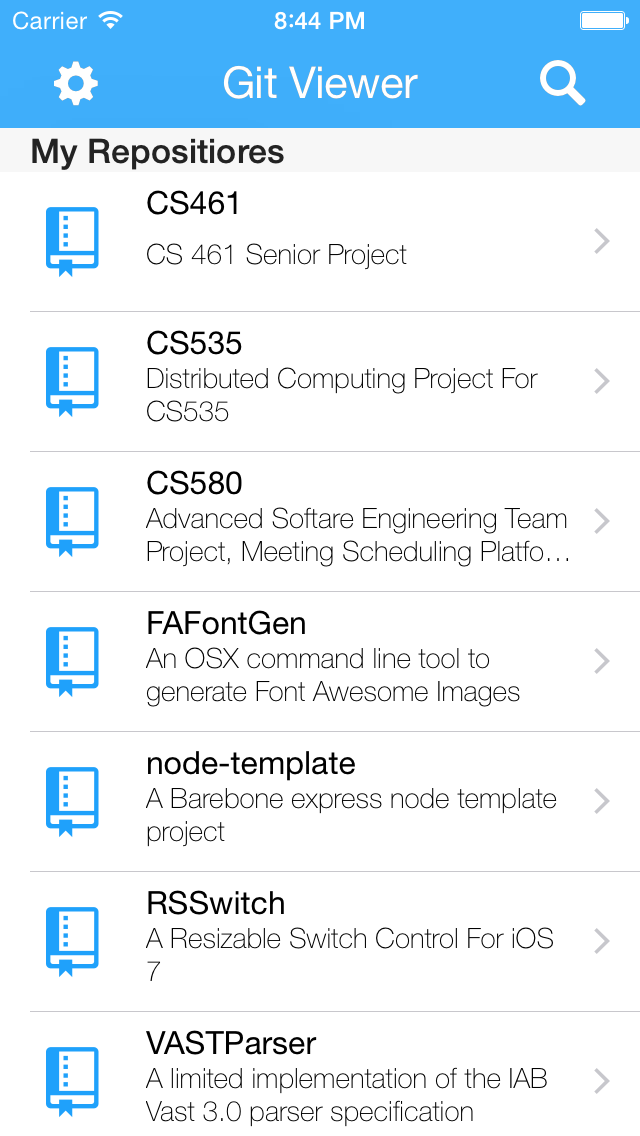 Carrier 8:44 PM
Git Viewer
My Repositiores
CS461
CS 461 Senior Project
CS535
Distributed Computing Project For
CS535
CS580
Advanced Softare Engineering Team
Project, Meeting Scheduling Platfo…
FAFontGen
An OSX command line tool to
generate Font Awesome Images
node-template
A Barebone express node template
project
RSSwitch
A Resizable Switch Control For iOS
7
VASTParser
A limited implementation of the IAB
Vast 3.0 parser specification